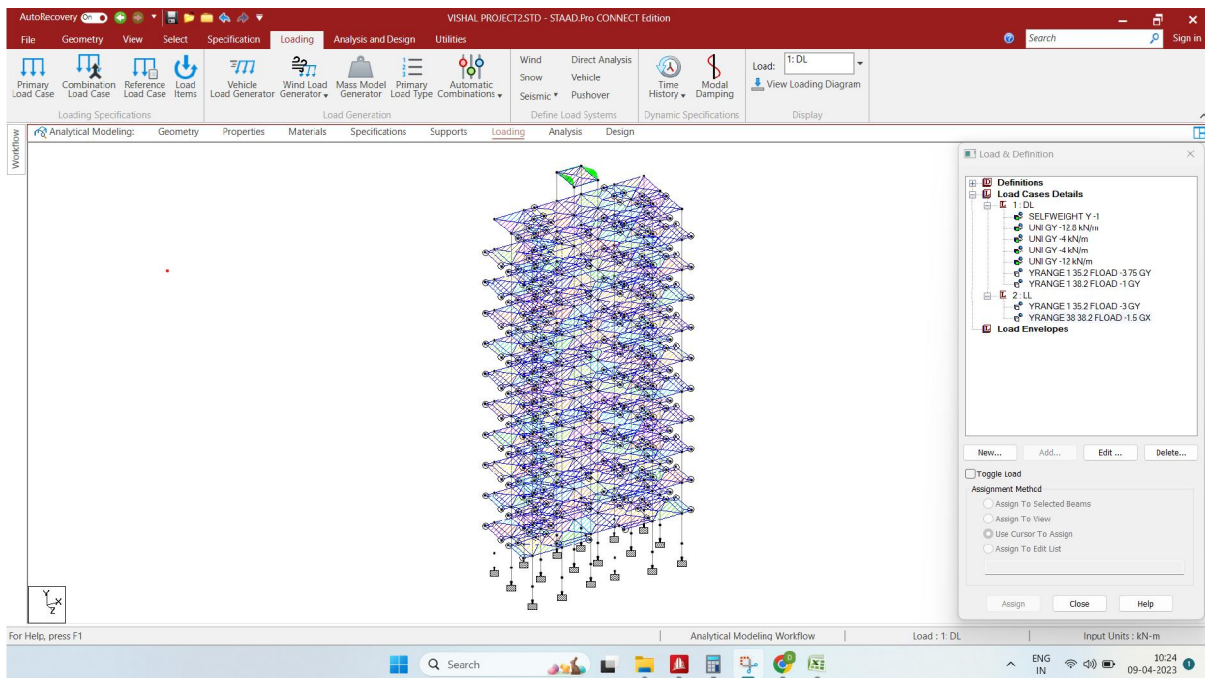 AutoRecovery On VISHAL PROJECT2.STD - STAAD.Pro CONNECT Edition
File Geometry View Select Specification Loading Analysis and Design Utilities Search Sign in
Primary Load Case
Combination Load Case
Reference Load Case
Load Items
Loading Specifications
Vehicle Load Generator
Wind Load Generator
Mass Model Generator
Primary Load Type
Automatic Combinations
Load Generation
Wind Direct Analysis
Snow Vehicle
Seismic Pushover
Define Load Systems
Time History
Modal Damping
Dynamic Specifications
Load: 1: DL
View Loading Diagram
Display
Workflow
Analytical Modeling: Geometry Properties Materials Specifications Supports Loading Analysis Design
Load & Definition
Definitions
Load Cases Details
1 : DL
SELFWEIGHT Y -1
UNI GY -12.8 kN/m
UNI GY -4 kN/m
UNI GY -4 kN/m
UNI GY -12 kN/m
YRANGE 1 35.2 FLOAD -3.75 GY
YRANGE 1 38.2 FLOAD -1 GY
2 : LL
YRANGE 1 35.2 FLOAD -3 GY
YRANGE 38 38.2 FLOAD -1.5 GX
Load Envelopes
New... Add... Edit ... Delete...
Toggle Load
Assignment Method
Assign To Selected Beams
Assign To View
Use Cursor To Assign
Assign To Edit List
Assign Close Help
Y
X
Z
For Help, press F1 Analytical Modeling Workflow Load : 1: DL Input Units : kN-m
Search
ENG
IN
10:24
09-04-2023
1